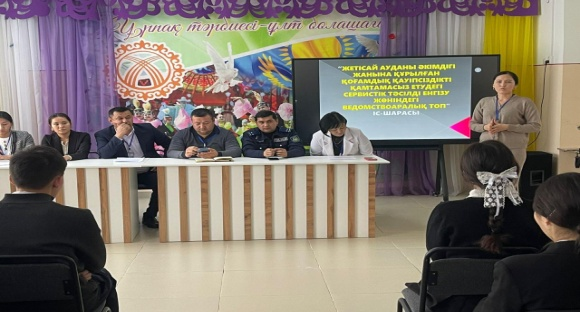 Ұрпақ тәрбиесі-ұлт болашағы
"ЖЕТІСАЙ АУДАНЫ ӘКІМДІГІ
ЖАНЫНА ҚҰРЫЛҒАН
ҚОҒАМДЫҚ ҚАУІПСІЗДІКТІ
ҚАМТАМАСЫЗ ЕТУДЕГІ
СЕРВИСТІК ТӘСІЛДІ ЕНГІЗУ
ЖӨНІНДЕГІ
ВЕДОМСТВОАРАЛЫҚ ТОП"
ІС-ШАРАСЫ